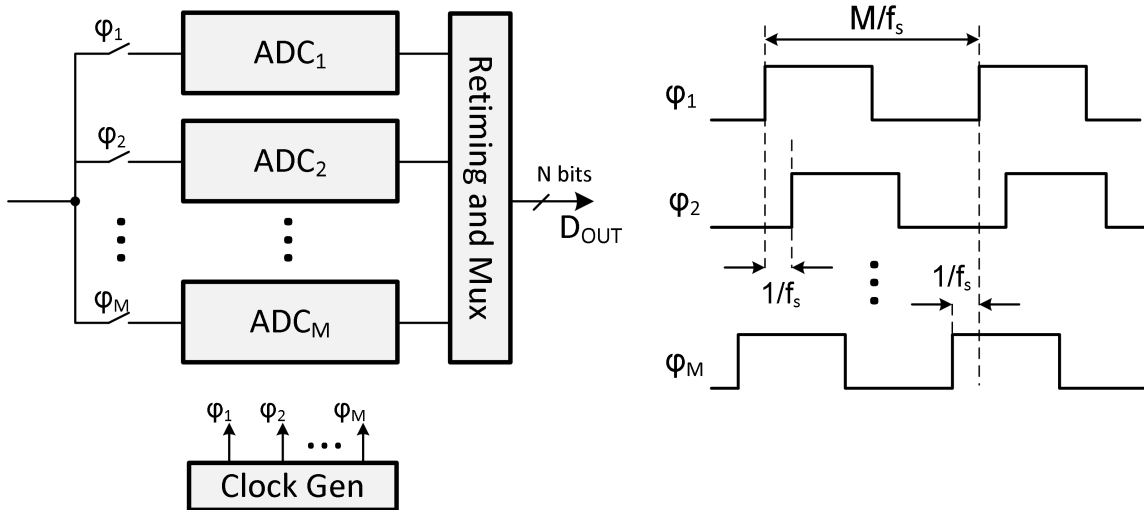 φ1
ADC1
φ2
ADC2
φM
ADCM
Retiming and Mux
N bits
DOUT
φ1
φ2
φM
Clock Gen
M/fs
φ1
φ2
1/fs
1/fs
φM